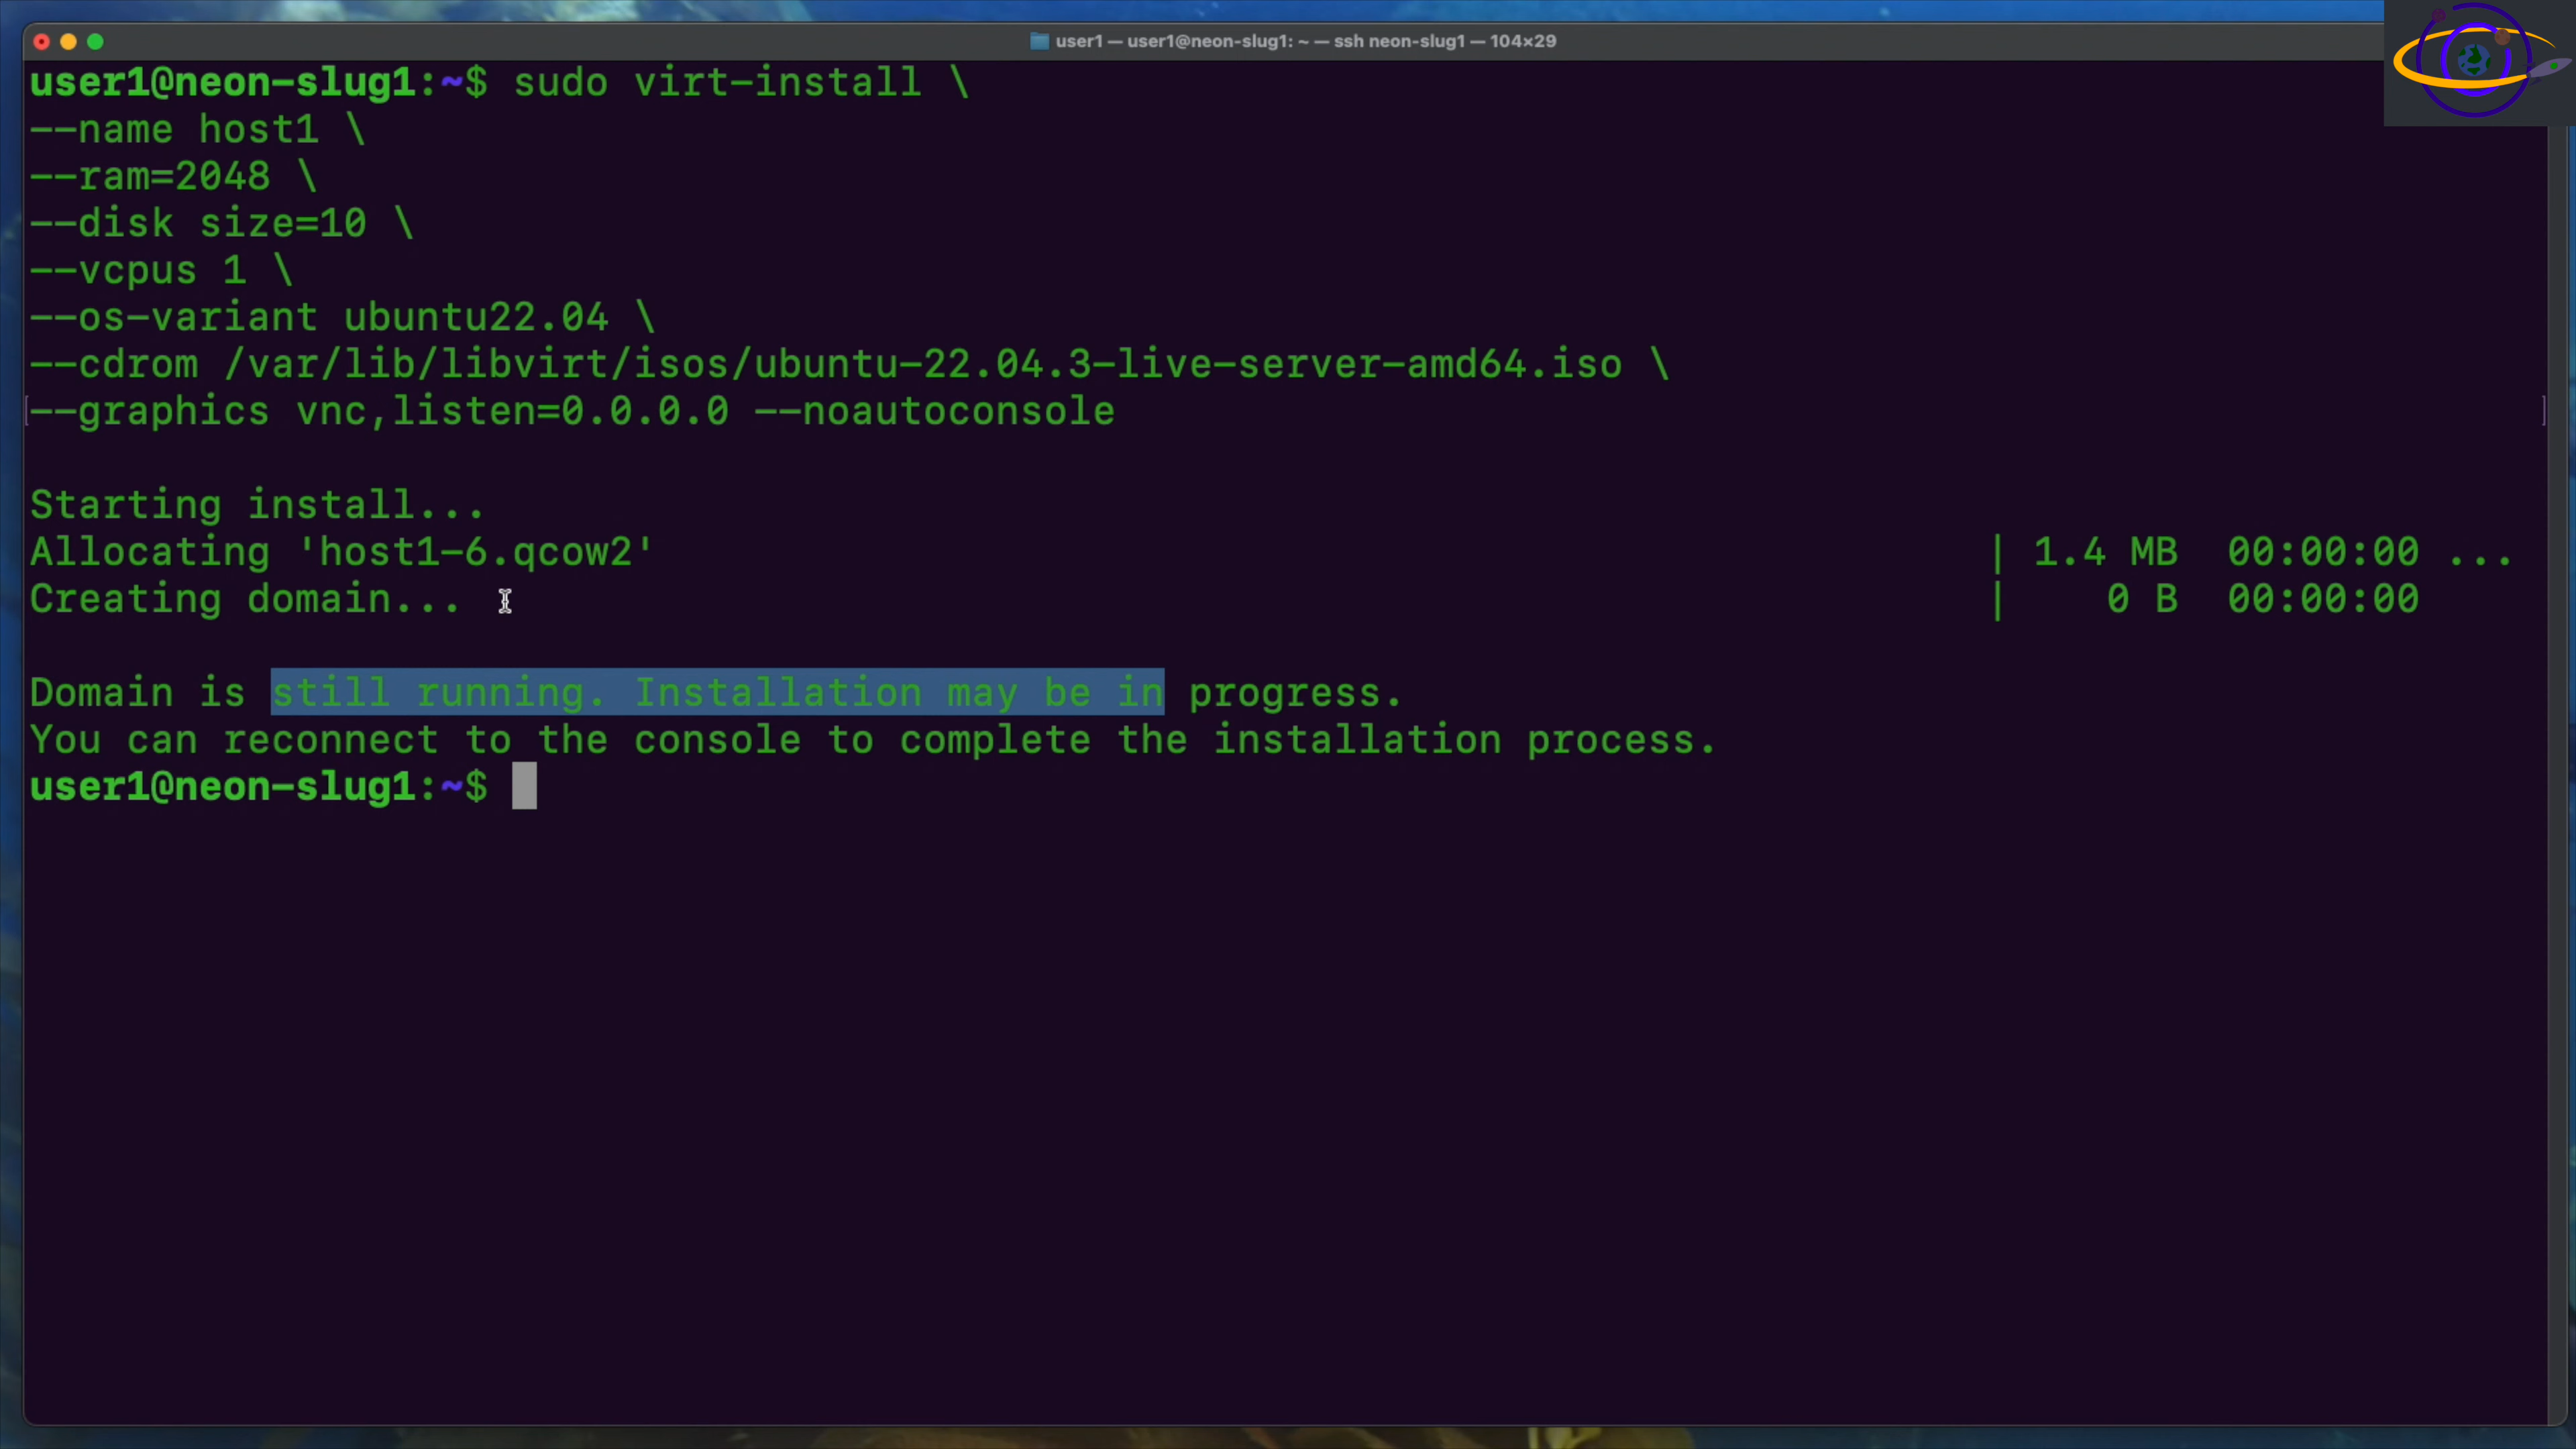 user1 — user1@neon-slug1: ~ — ssh neon-slug1 — 104×29
user1@neon-slug1:~$ sudo virt-install \
--name host1 \
--ram=2048 \
--disk size=10 \
--vcpus 1 \
--os-variant ubuntu22.04 \
--cdrom /var/lib/libvirt/isos/ubuntu-22.04.3-live-server-amd64.iso \
[--graphics vnc,listen=0.0.0.0 --noautoconsole ]
Starting install...
Allocating 'host1-6.qcow2' | 1.4 MB 00:00:00 ...
Creating domain... | 0 B 00:00:00
Domain is still running. Installation may be in progress.
You can reconnect to the console to complete the installation process.
user1@neon-slug1:~$